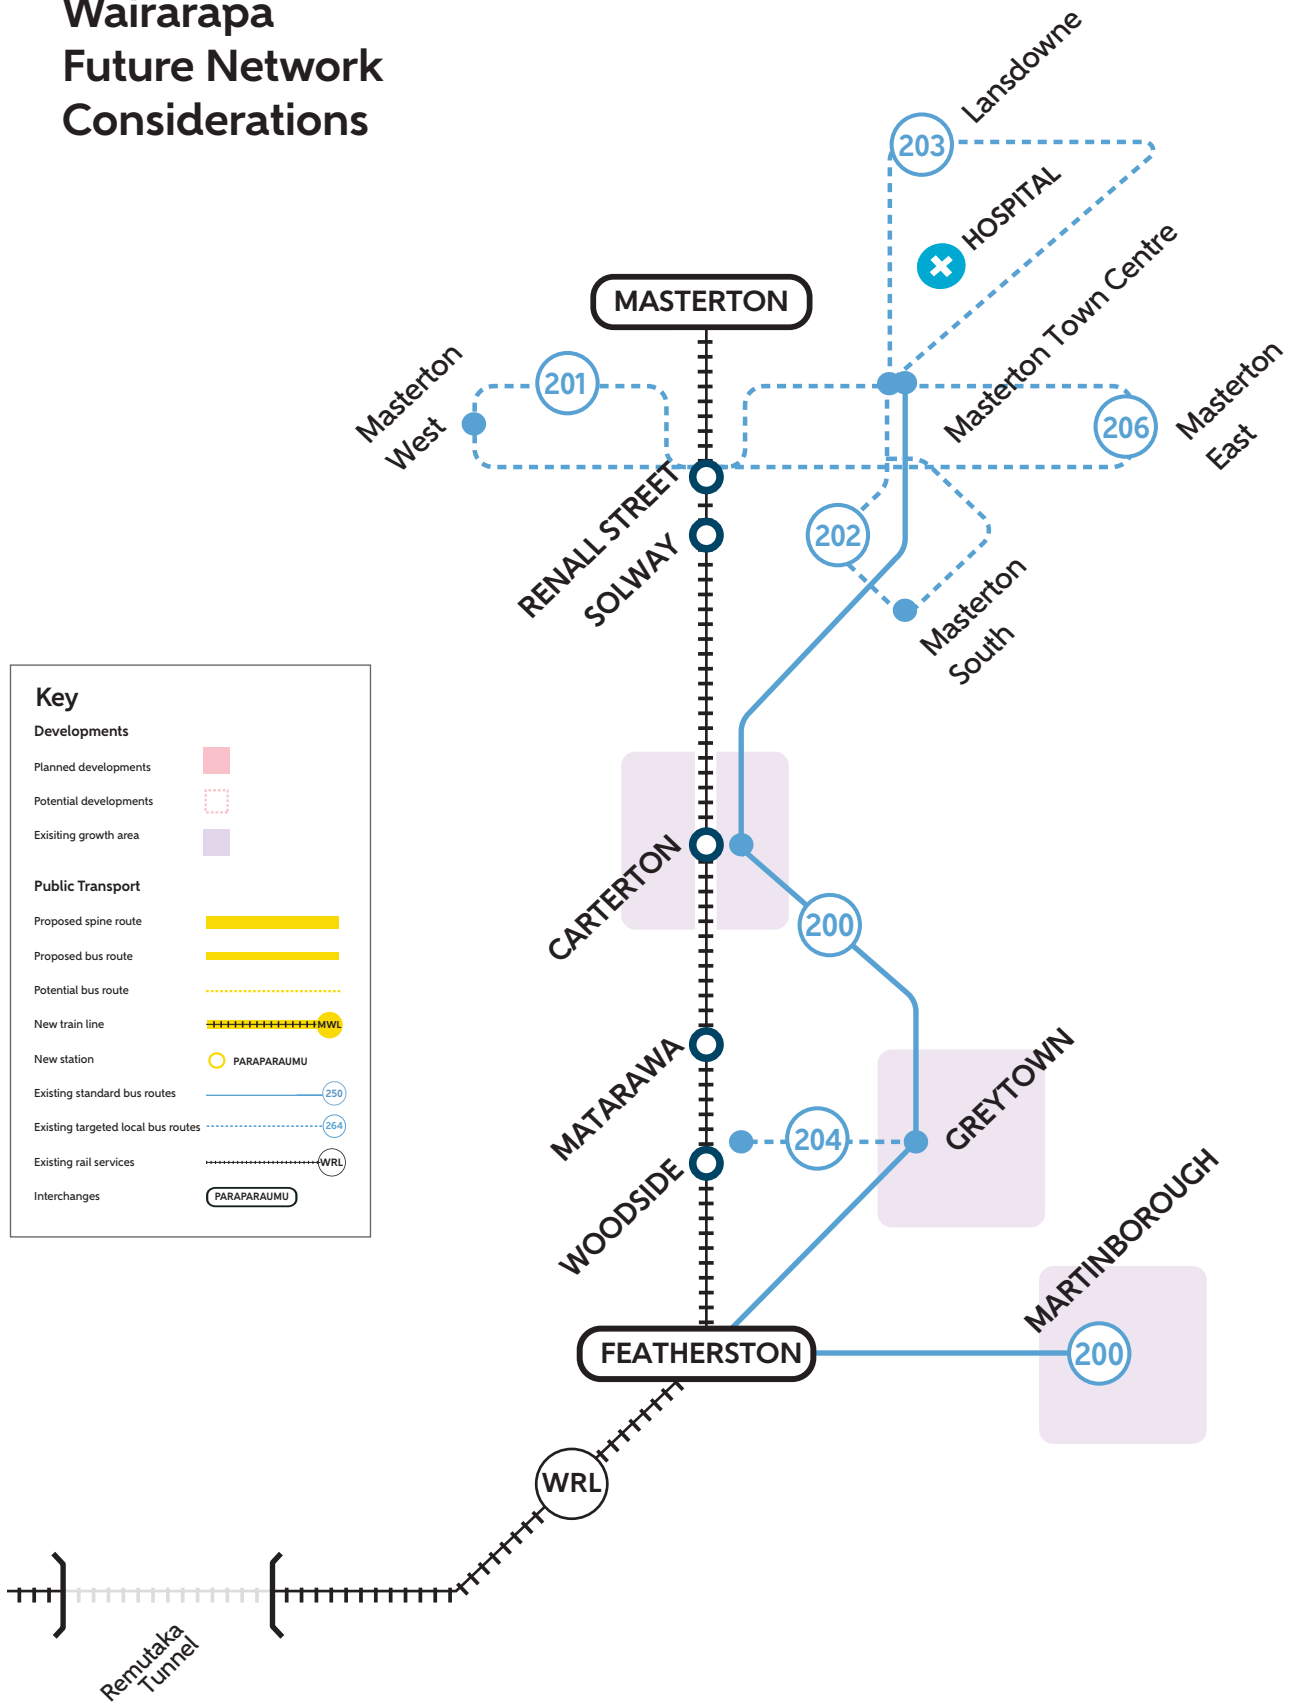 Wairarapa
Future Network
Considerations
Lansdowne
203
HOSPITAL
Masterton Town Centre
MASTERTON
Masterton
West
201
206
Masterton
East
RENALL STREET
SOLWAY
202
Masterton
South
Key
Developments
Planned developments
Potential developments
Exisiting growth area
Public Transport
Proposed spine route
Proposed bus route
Potential bus route
New train line
MWL
New station
PARAPARAUMU
Existing standard bus routes
250
Existing targeted local bus routes
264
Existing rail services
WRL
Interchanges
PARAPARAUMU
CARTERTON
200
MATARAWA
GREYTOWN
204
WOODSIDE
MARTINBOROUGH
FEATHERSTON
200
WRL
Remutaka
Tunnel